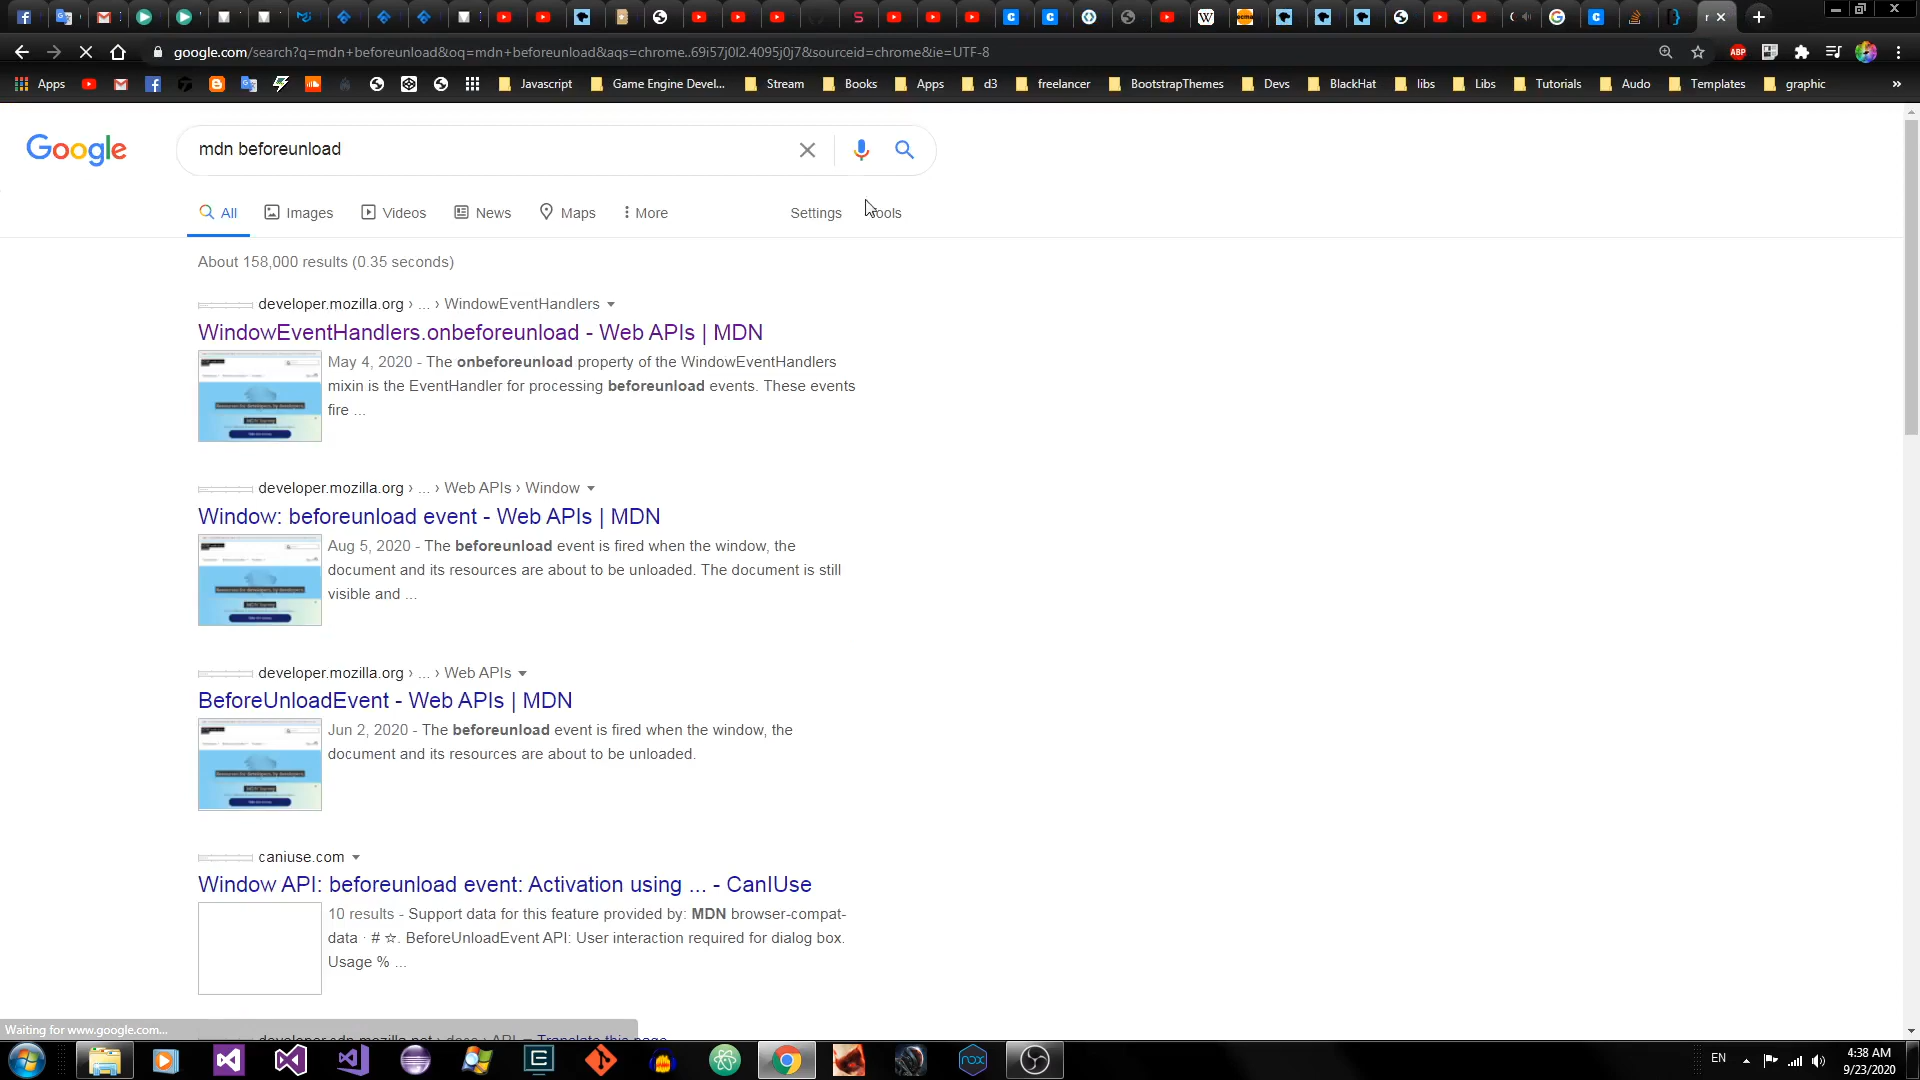 google.com/search?q=mdn+beforeunload&oq=mdn+beforeunload&aqs=chrome..69i57j0l2.4095j0j7&sourceid=chrome&ie=UTF-8
Apps Javascript Game Engine Devel... Stream Books Apps d3 freelancer BootstrapThemes Devs BlackHat libs Libs Tutorials Audo Templates graphic »
Google mdn beforeunload
All Images Videos News Maps More Settings Tools
About 158,000 results (0.35 seconds)
developer.mozilla.org › ... › WindowEventHandlers
WindowEventHandlers.onbeforeunload - Web APIs | MDN
May 4, 2020 - The onbeforeunload property of the WindowEventHandlers
mixin is the EventHandler for processing beforeunload events. These events
fire ...
developer.mozilla.org › ... › Web APIs › Window
Window: beforeunload event - Web APIs | MDN
Aug 5, 2020 - The beforeunload event is fired when the window, the
document and its resources are about to be unloaded. The document is still
visible and ...
developer.mozilla.org › ... › Web APIs
BeforeUnloadEvent - Web APIs | MDN
Jun 2, 2020 - The beforeunload event is fired when the window, the
document and its resources are about to be unloaded.
caniuse.com
Window API: beforeunload event: Activation using ... - CanIUse
10 results - Support data for this feature provided by: MDN browser-compat-
data · # ☆. BeforeUnloadEvent API: User interaction required for dialog box.
Usage % ...
Waiting for www.google.com...
EN
4:38 AM
9/23/2020